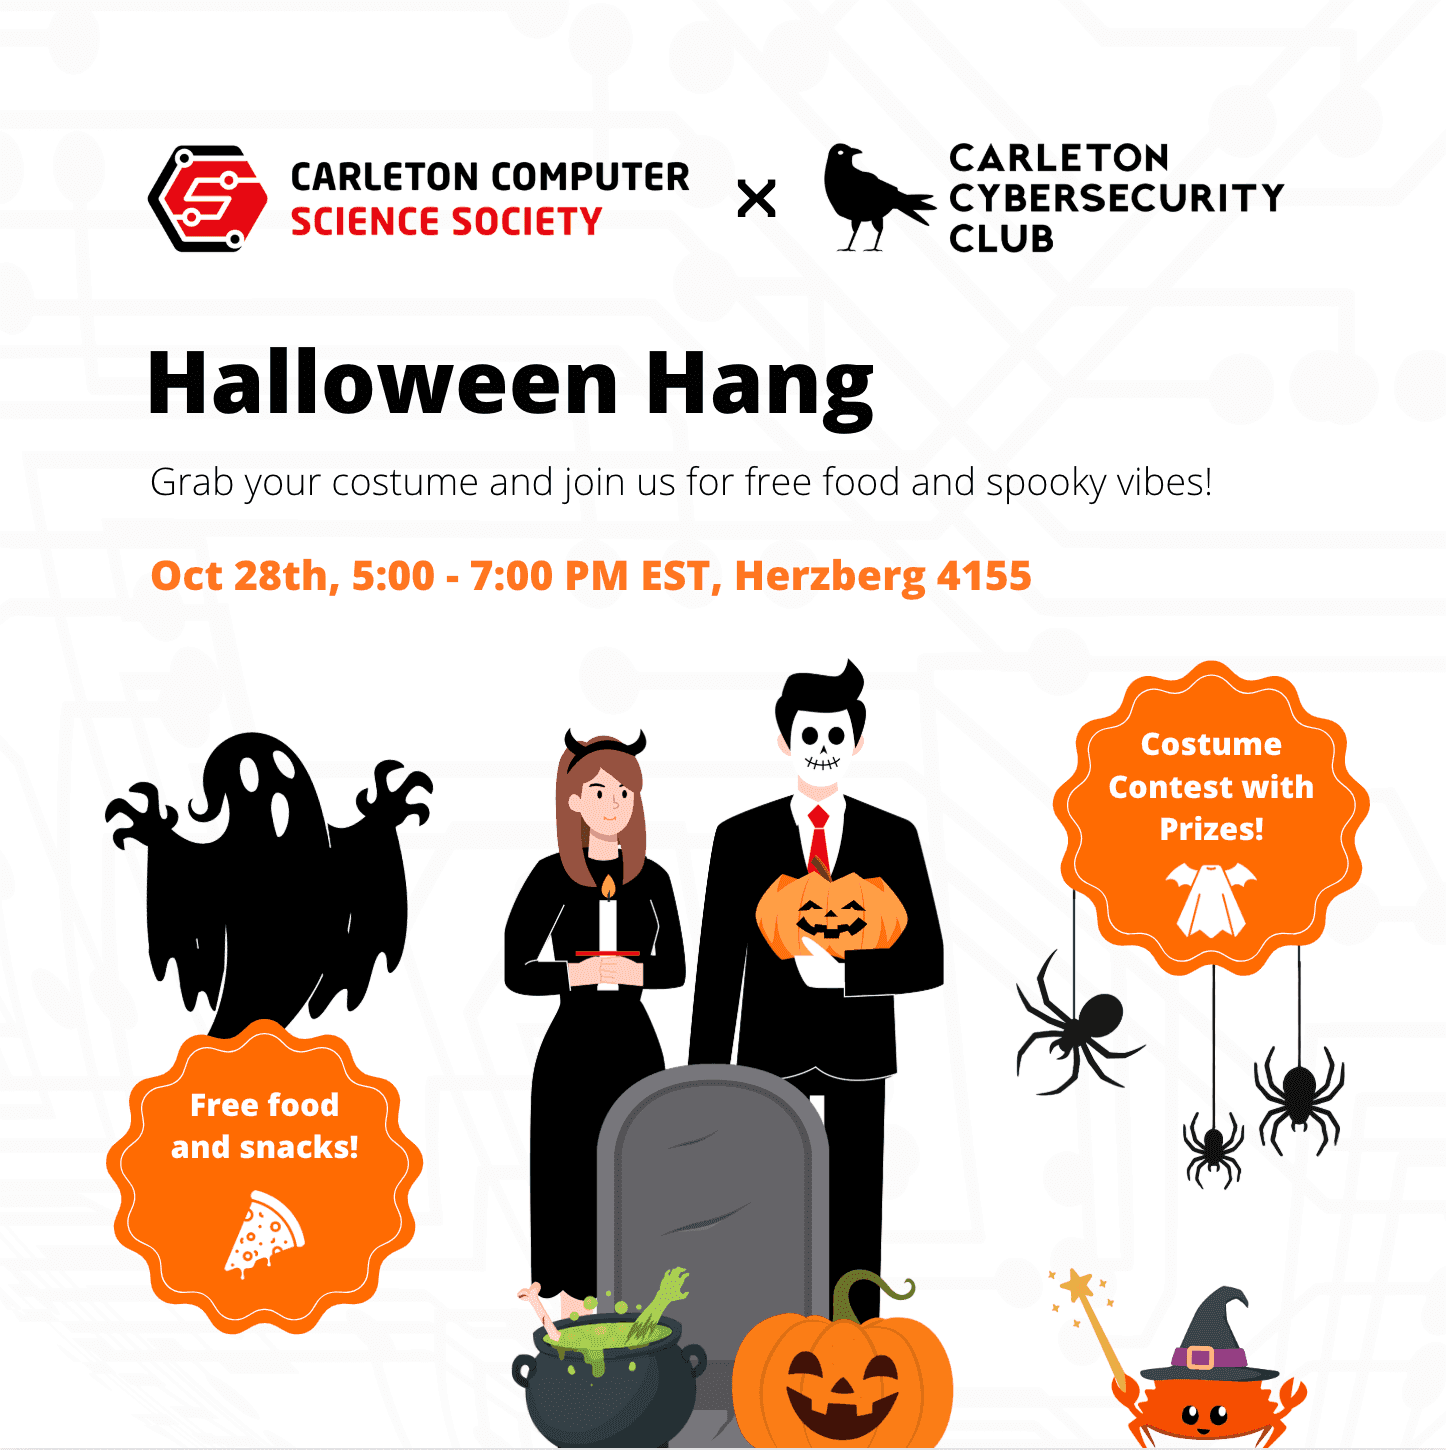 CARLETON COMPUTER
SCIENCE SOCIETY
X
CARLETON
CYBERSECURITY
CLUB
Halloween Hang
Grab your costume and join us for free food and spooky vibes!
Oct 28th, 5:00 - 7:00 PM EST, Herzberg 4155
Costume
Contest with
Prizes!
Free food
and snacks!